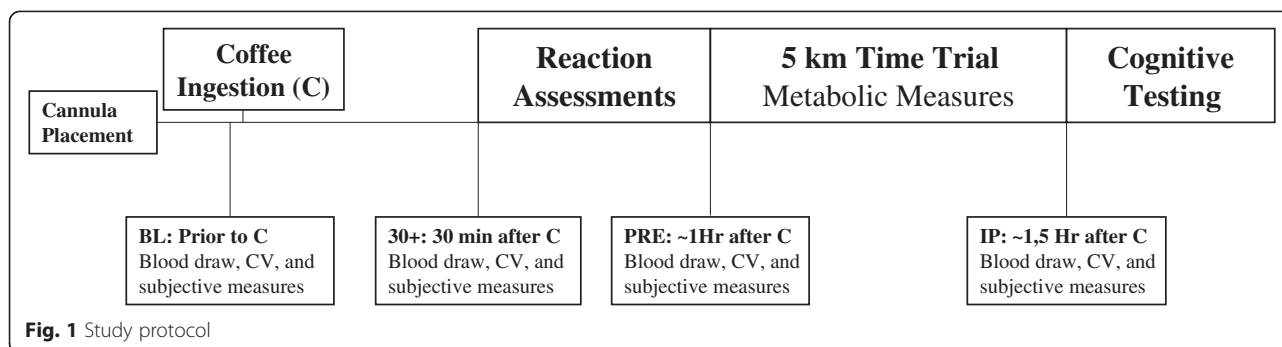 Coffee
Ingestion (C)
Reaction
Assessments
5 km Time Trial
Metabolic Measures
Cognitive
Testing
Cannula
Placement
BL: Prior to C
Blood draw, CV, and
subjective measures
30+: 30 min after C
Blood draw, CV, and
subjective measures
PRE: ~1Hr after C
Blood draw, CV, and
subjective measures
IP: ~1,5 Hr after C
Blood draw, CV, and
subjective measures
Fig. 1 Study protocol